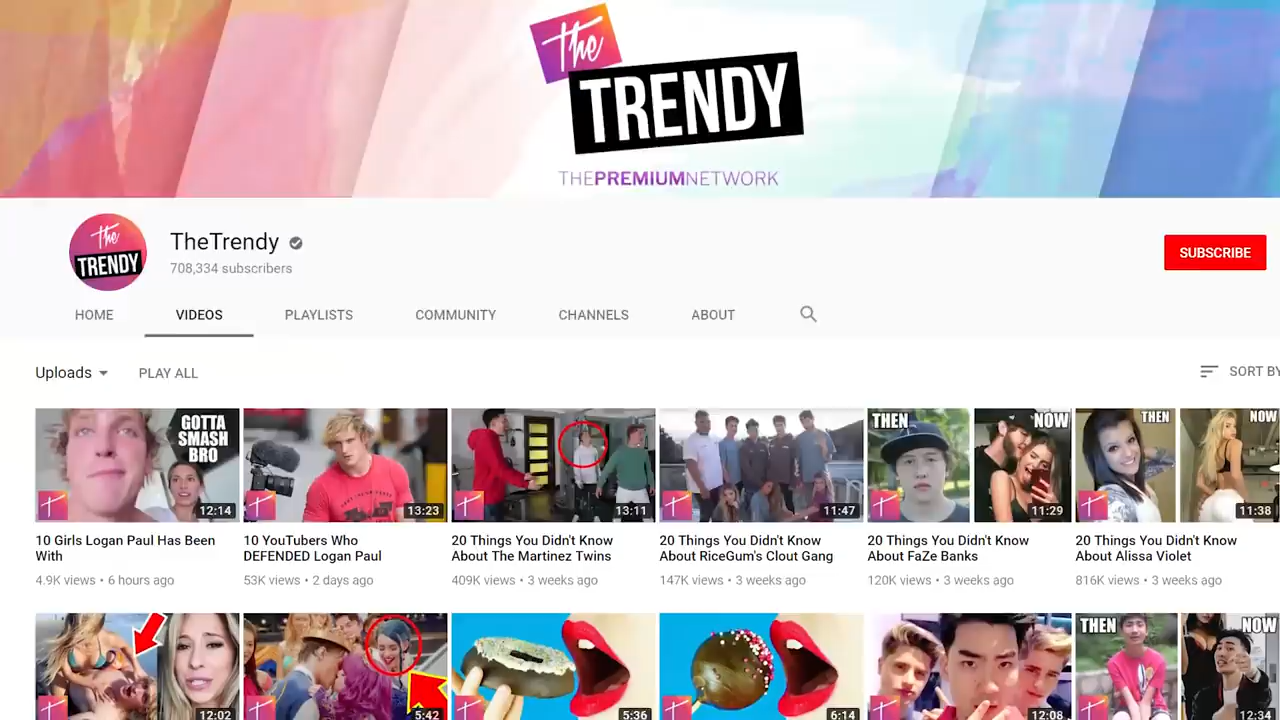 The
TRENDY
THEPREMIUMNETWORK
The
TRENDY
TheTrendy
708,334 subscribers
SUBSCRIBE
HOME
VIDEOS
PLAYLISTS
COMMUNITY
CHANNELS
ABOUT
Uploads
PLAY ALL
SORT BY
GOTTA
SMASH
BRO
12:14
13:23
13:11
11:47
THEN
NOW
11:29
THEN
NOW
11:38
10 Girls Logan Paul Has Been
With
4.9K views • 6 hours ago
10 YouTubers Who
DEFENDED Logan Paul
53K views • 2 days ago
20 Things You Didn't Know
About The Martinez Twins
409K views • 3 weeks ago
20 Things You Didn't Know
About RiceGum's Clout Gang
147K views • 3 weeks ago
20 Things You Didn't Know
About FaZe Banks
120K views • 3 weeks ago
20 Things You Didn't Know
About Alissa Violet
816K views • 3 weeks ago
12:02
5:42
5:36
6:14
12:08
THEN
NOW
12:34